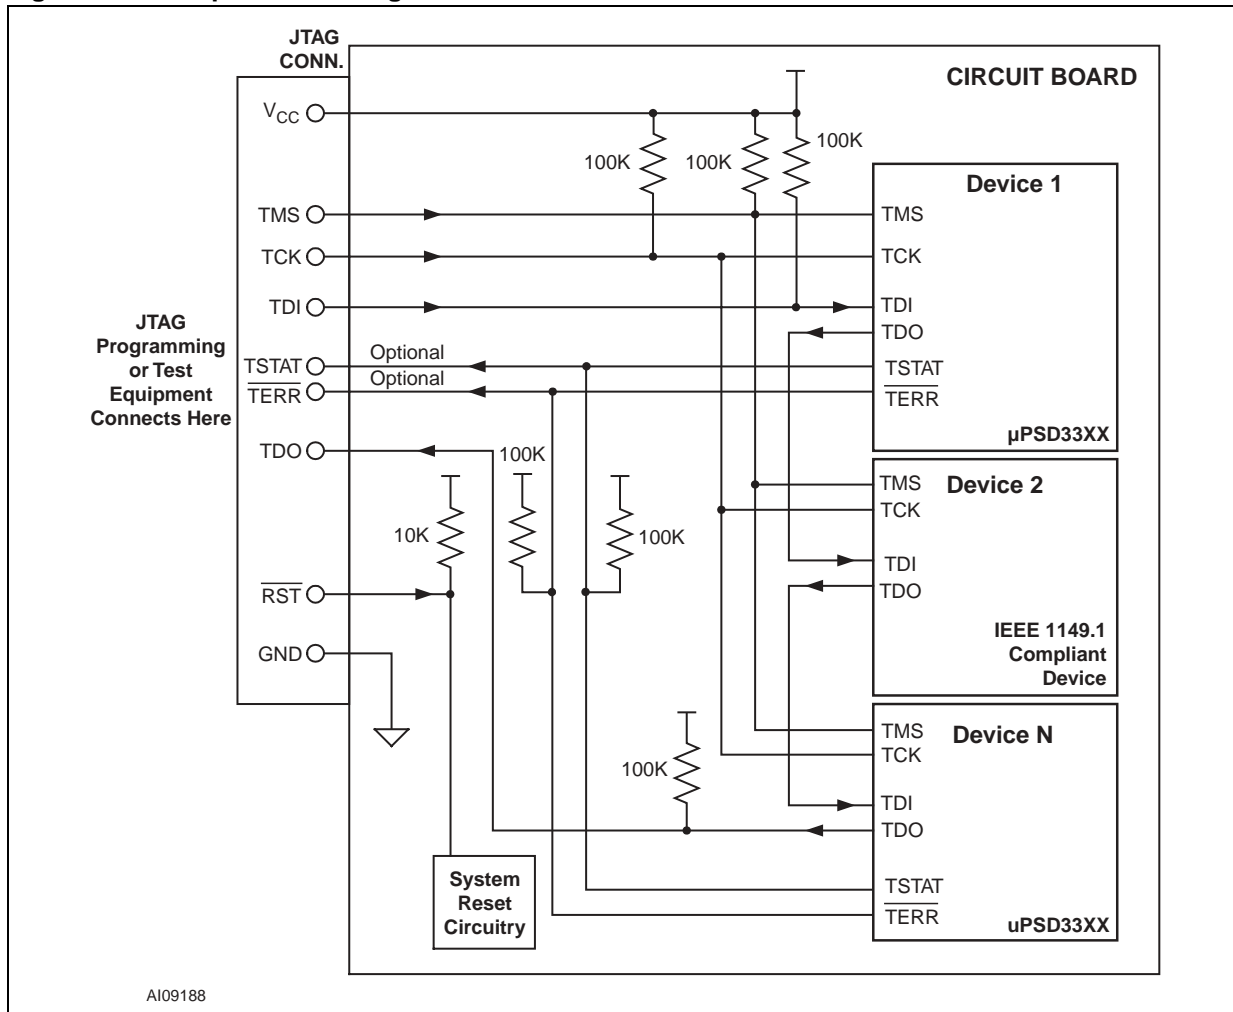 JTAG
CONN.
CIRCUIT BOARD
V_CC
100K
100K
100K
Device 1
TMS
TMS
TCK
TCK
TDI
TDI
TDO
JTAG
Programming
or Test
Equipment
Connects Here
TSTAT
Optional
TSTAT
TERR
Optional
TERR
µPSD33XX
TDO
100K
TMS
Device 2
TCK
10K
100K
TDI
TDO
RST
IEEE 1149.1
Compliant
Device
GND
TMS
Device N
TCK
100K
TDI
TDO
System
Reset
Circuitry
TSTAT
TERR
uPSD33XX
AI09188